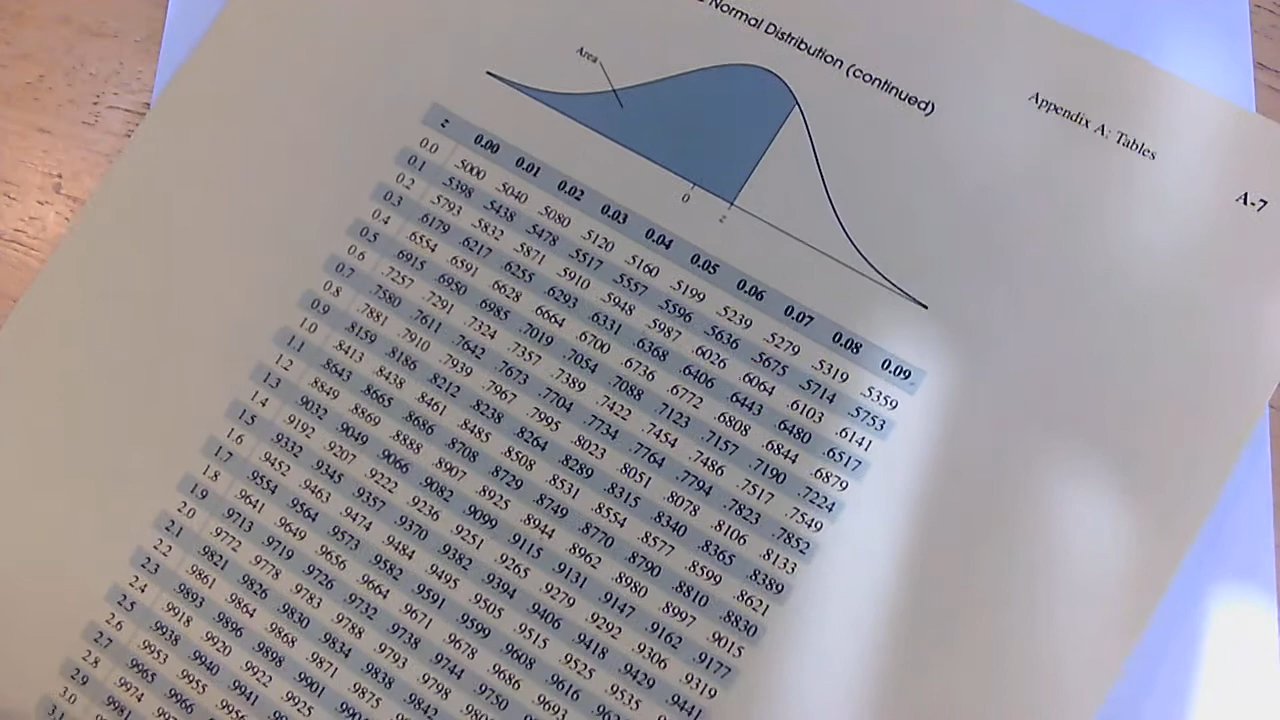 Normal Distribution (continued)
Appendix A: Tables
A-7
Area
0
z
z 0.00 0.01 0.02 0.03 0.04 0.05 0.06 0.07 0.08 0.09
0.0 .5000 .5040 .5080 .5120 .5160 .5199 .5239 .5279 .5319 .5359
0.1 .5398 .5438 .5478 .5517 .5557 .5596 .5636 .5675 .5714 .5753
0.2 .5793 .5832 .5871 .5910 .5948 .5987 .6026 .6064 .6103 .6141
0.3 .6179 .6217 .6255 .6293 .6331 .6368 .6406 .6443 .6480 .6517
0.4 .6554 .6591 .6628 .6664 .6700 .6736 .6772 .6808 .6844 .6879
0.5 .6915 .6950 .6985 .7019 .7054 .7088 .7123 .7157 .7190 .7224
0.6 .7257 .7291 .7324 .7357 .7389 .7422 .7454 .7486 .7517 .7549
0.7 .7580 .7611 .7642 .7673 .7704 .7734 .7764 .7794 .7823 .7852
0.8 .7881 .7910 .7939 .7967 .7995 .8023 .8051 .8078 .8106 .8133
0.9 .8159 .8186 .8212 .8238 .8264 .8289 .8315 .8340 .8365 .8389
1.0 .8413 .8438 .8461 .8485 .8508 .8531 .8554 .8577 .8599 .8621
1.1 .8643 .8665 .8686 .8708 .8729 .8749 .8770 .8790 .8810 .8830
1.2 .8849 .8869 .8888 .8907 .8925 .8944 .8962 .8980 .8997 .9015
1.3 .9032 .9049 .9066 .9082 .9099 .9115 .9131 .9147 .9162 .9177
1.4 .9192 .9207 .9222 .9236 .9251 .9265 .9279 .9292 .9306 .9319
1.5 .9332 .9345 .9357 .9370 .9382 .9394 .9406 .9418 .9429 .9441
1.6 .9452 .9463 .9474 .9484 .9495 .9505 .9515 .9525 .9535
1.7 .9554 .9564 .9573 .9582 .9591 .9599 .9608 .9616
1.8 .9641 .9649 .9656 .9664 .9671 .9678 .9686 .9693
1.9 .9713 .9719 .9726 .9732 .9738 .9744 .9750
2.0 .9772 .9778 .9783 .9788 .9793 .9798
2.1 .9821 .9826 .9830 .9834 .9838 .9842
2.2 .9861 .9864 .9868 .9871 .9875
2.3 .9893 .9896 .9898 .9901
2.4 .9918 .9920 .9922 .9925
2.5 .9938 .9940 .9941
2.6 .9953 .9955
2.7 .9965 .9966
2.8 .9974
2.9 .9981
3.0
3.1